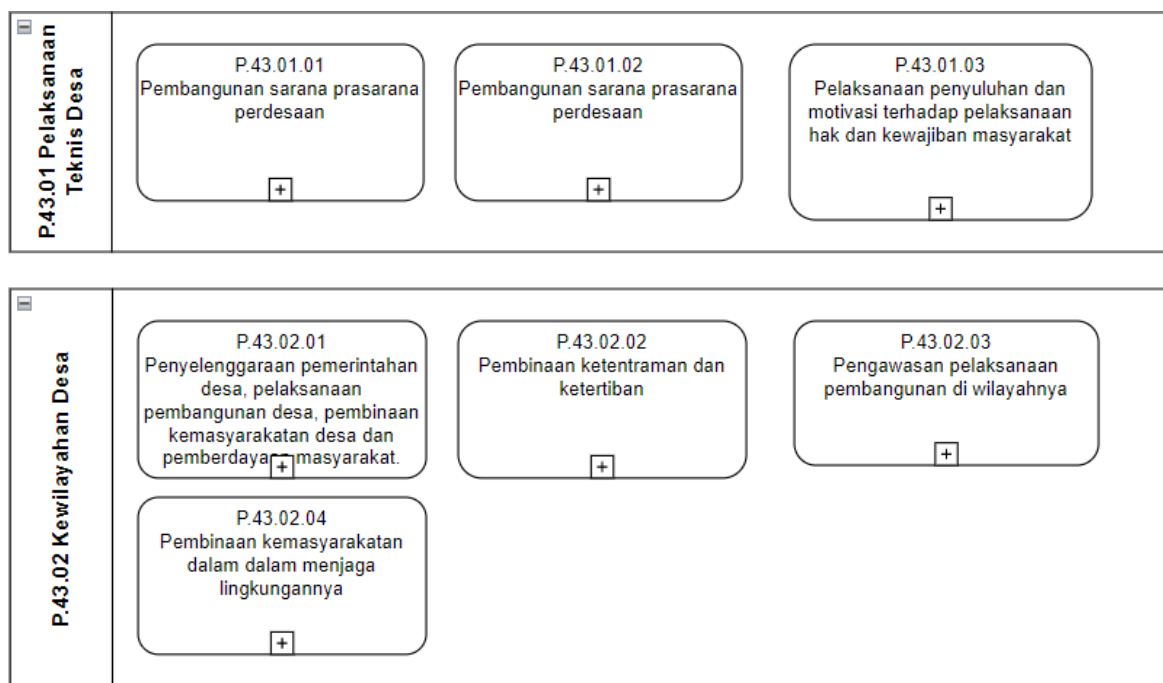 P.43.01 Pelaksanaan
Teknis Desa
P.43.01.01
Pembangunan sarana prasarana
perdesaan
P.43.01.02
Pembangunan sarana prasarana
perdesaan
P.43.01.03
Pelaksanaan penyuluhan dan
motivasi terhadap pelaksanaan
hak dan kewajiban masyarakat
P.43.02 Kewilayahan Desa
P.43.02.01
Penyelenggaraan pemerintahan
desa, pelaksanaan
pembangunan desa, pembinaan
kemasyarakatan desa dan
pemberdayaan masyarakat.
P.43.02.02
Pembinaan ketentraman dan
ketertiban
P.43.02.03
Pengawasan pelaksanaan
pembangunan di wilayahnya
P.43.02.04
Pembinaan kemasyarakatan
dalam dalam menjaga
lingkungannya